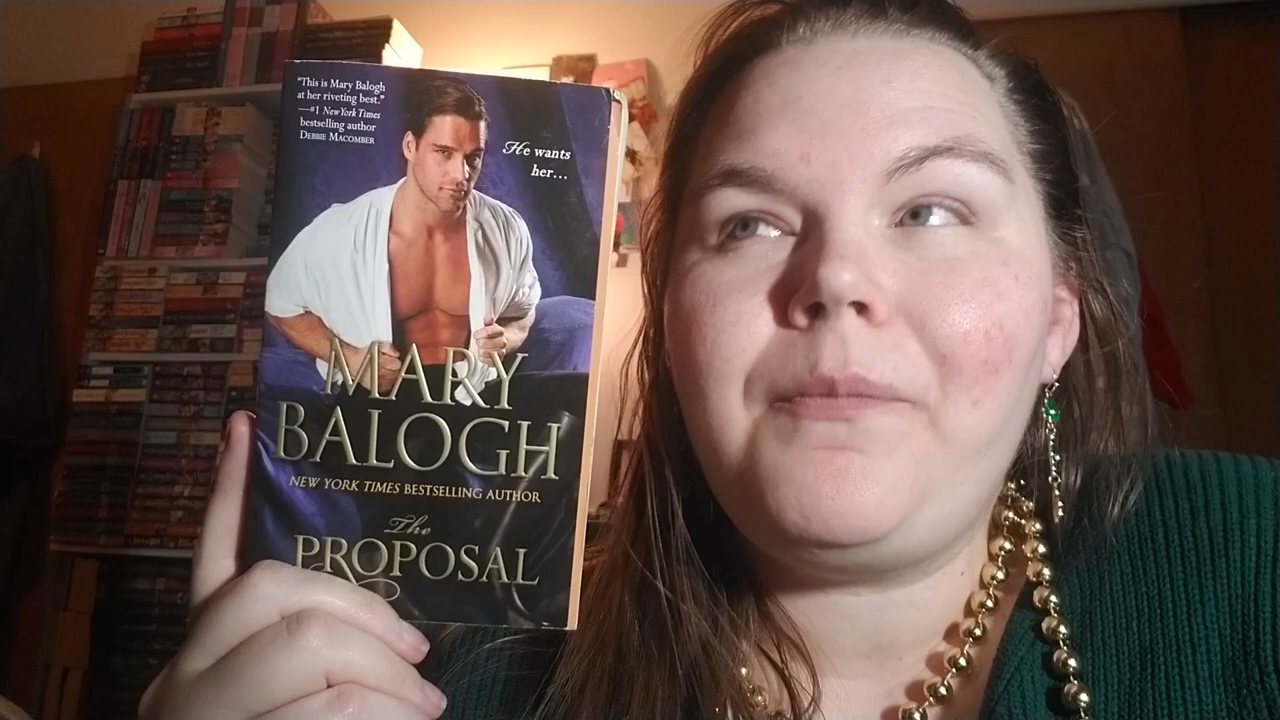 "This is Mary Balogh
at her riveting best."
—#1 New York Times
bestselling author
DEBBIE MACOMBER
He wants
her...
MARY
BALOGH
NEW YORK TIMES BESTSELLING AUTHOR
The
PROPOSAL